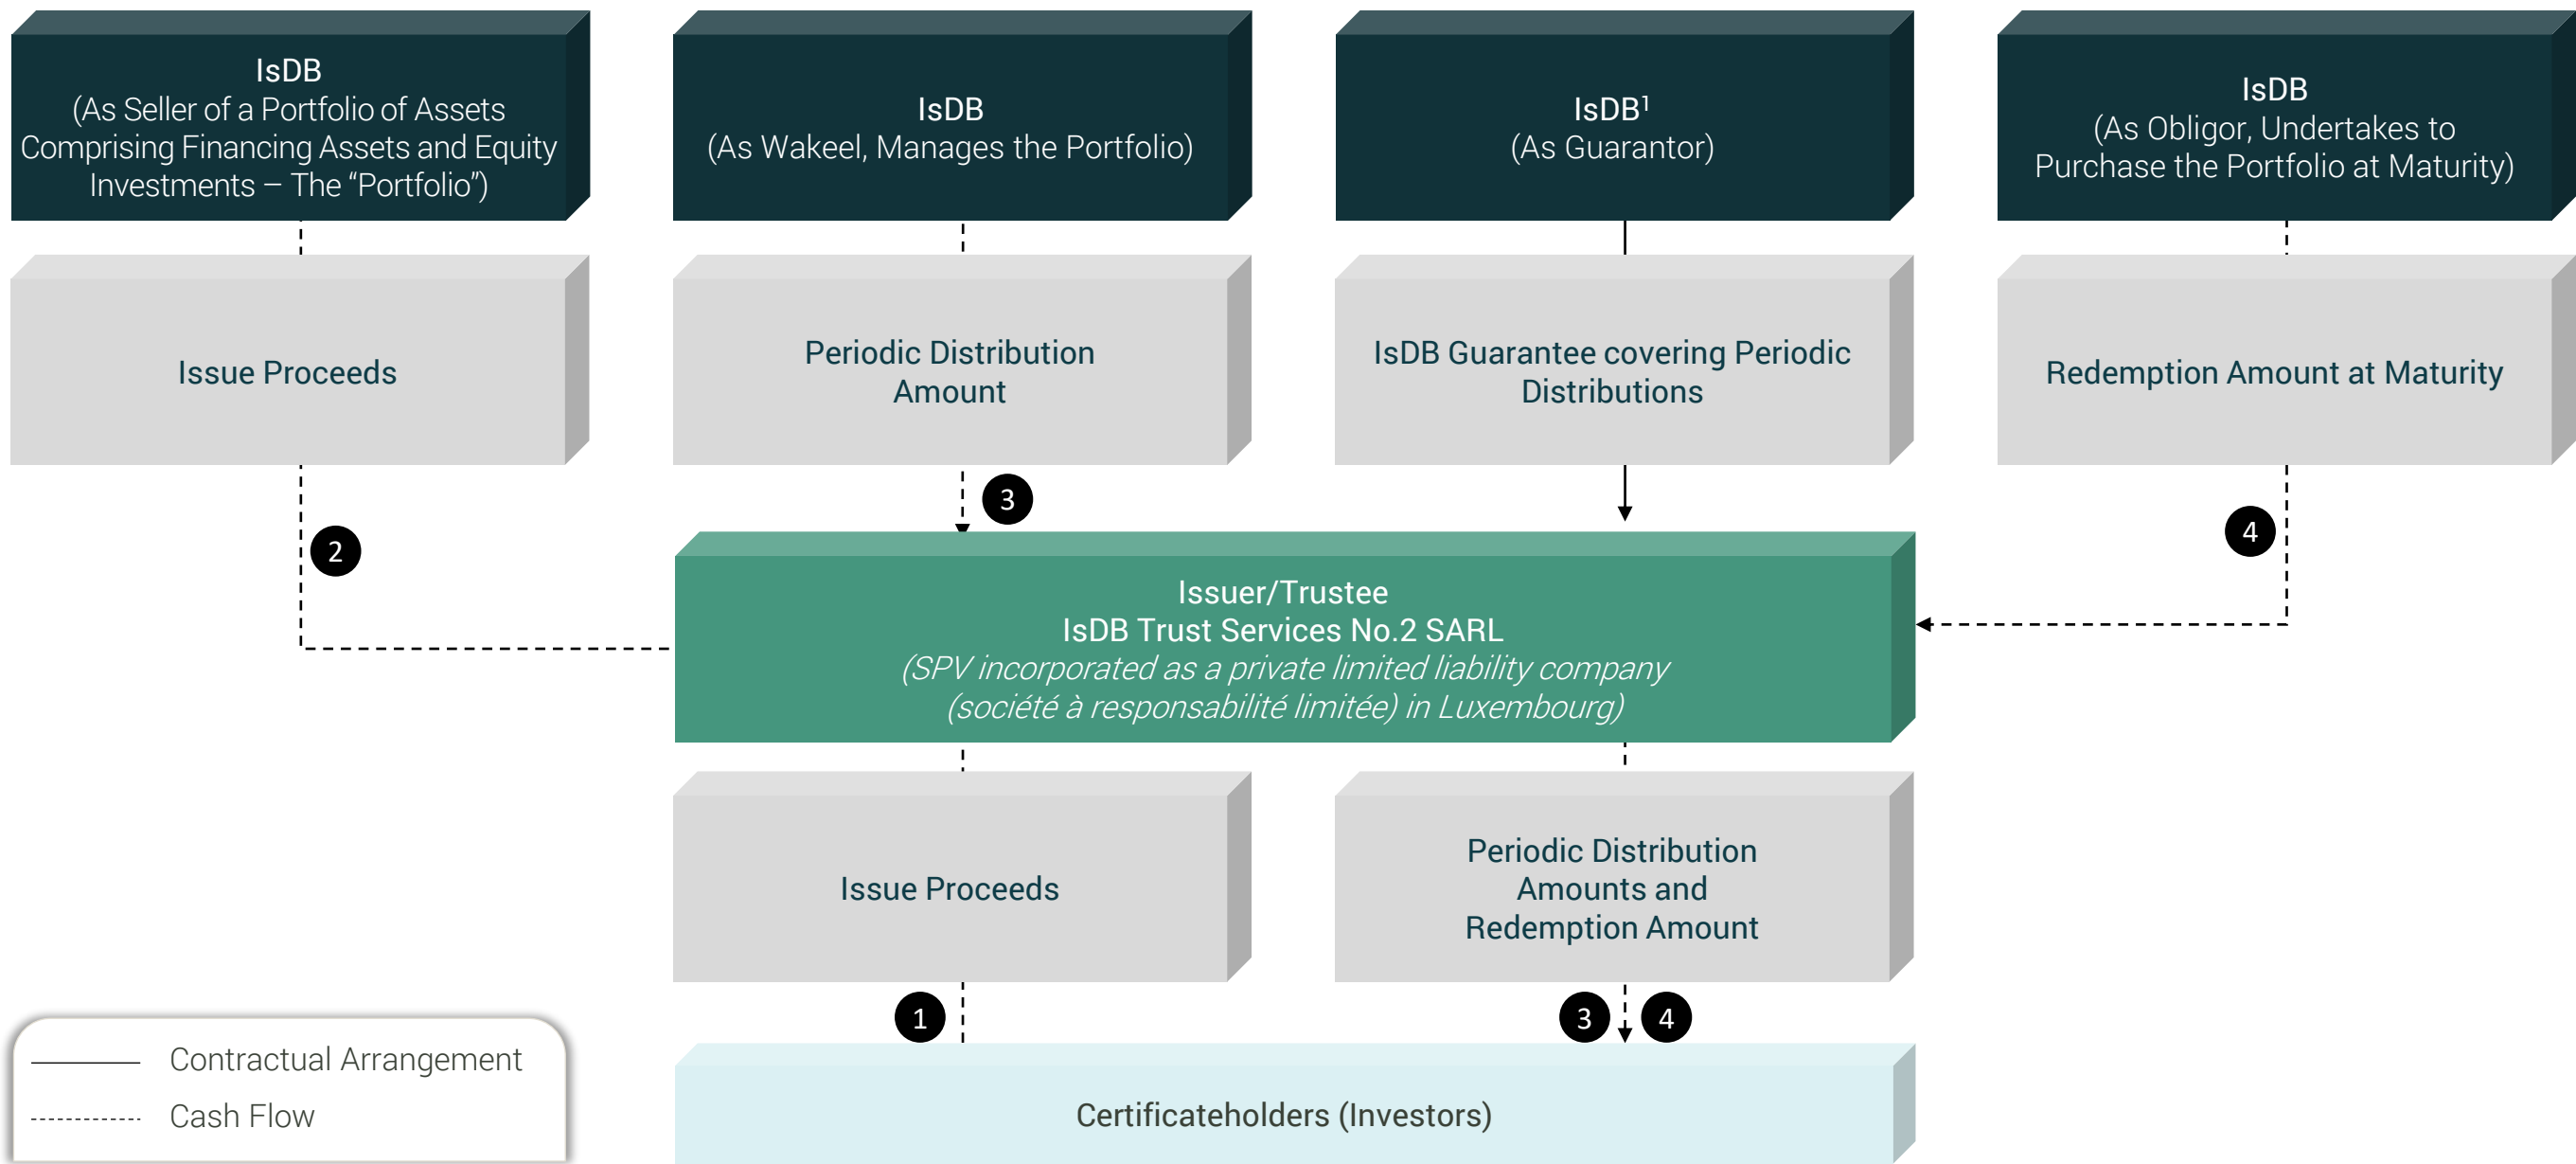 IsDB
(As Seller of a Portfolio of Assets
Comprising Financing Assets and Equity
Investments – The “Portfolio”)
IsDB
(As Wakeel, Manages the Portfolio)
IsDB¹
(As Guarantor)
IsDB
(As Obligor, Undertakes to
Purchase the Portfolio at Maturity)
Issue Proceeds
Periodic Distribution
Amount
IsDB Guarantee covering Periodic
Distributions
Redemption Amount at Maturity
2
3
4
Issuer/Trustee
IsDB Trust Services No.2 SARL
(SPV incorporated as a private limited liability company
(société à responsabilité limitée) in Luxembourg)
Issue Proceeds
Periodic Distribution
Amounts and
Redemption Amount
1
3
4
Certificateholders (Investors)
Contractual Arrangement
Cash Flow